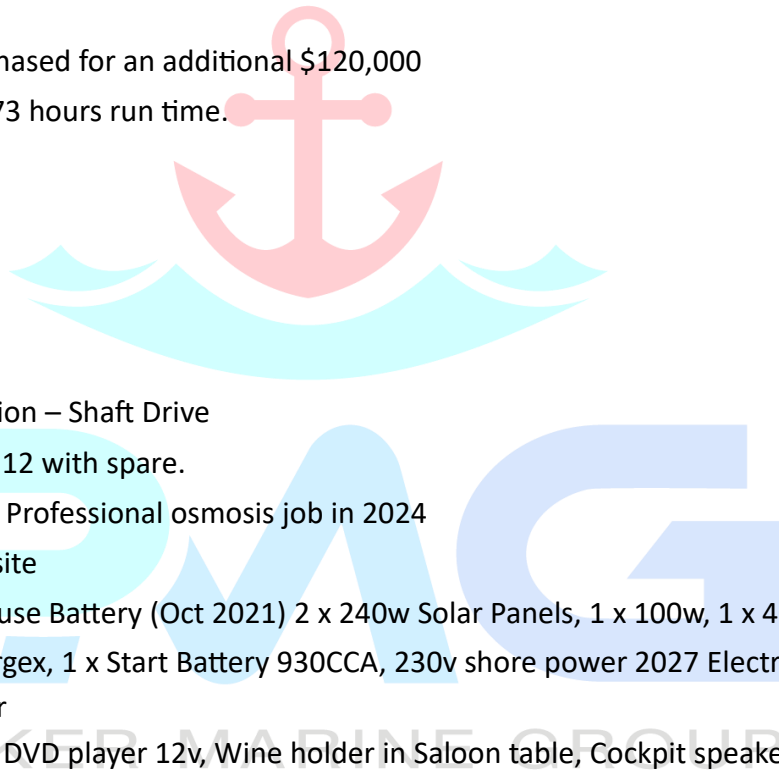 hased for an additional $120,000
73 hours run time.
ion – Shaft Drive
12 with spare.
Professional osmosis job in 2024
site
use Battery (Oct 2021) 2 x 240w Solar Panels, 1 x 100w, 1 x 4
rgex, 1 x Start Battery 930CCA, 230v shore power 2027 Electr
r
DVD player 12v, Wine holder in Saloon table, Cockpit speake
KER MARINE GROUP
PMG